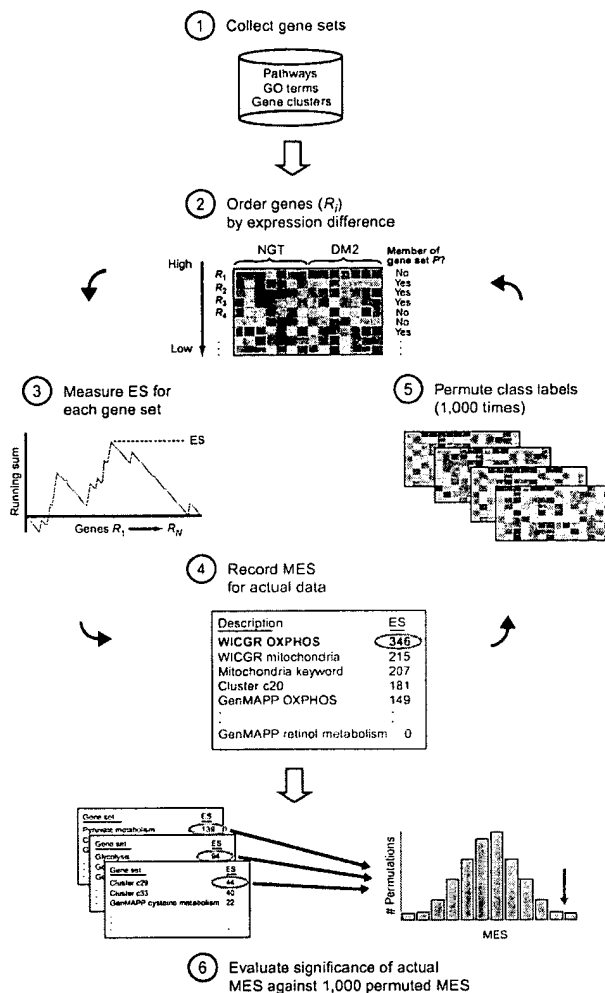 1 Collect gene sets
Pathways
GO terms
Gene clusters
2 Order genes (Ri)
by expression difference
NGT DM2 Member of
gene set P?
High
R1 No
R2 Yes
R3 Yes
R4 Yes
No
No
Yes
Low
3 Measure ES for
each gene set
Running sum
ES
Genes R1 RN
5 Permute class labels
(1,000 times)
4 Record MES
for actual data
Description ES
WICGR OXPHOS 346
WICGR mitochondria 215
Mitochondria keyword 207
Cluster c20 181
GenMAPP OXPHOS 149
GenMAPP retinol metabolism 0
Gene set ES
Pyruvate metabolism 139
Gene set ES
Glycolysis 94
Gene set ES
Cluster c29 44
Cluster c33 40
GenMAPP cysteine metabolism 22
# Permutations
MES
6 Evaluate significance of actual
MES against 1,000 permuted MES